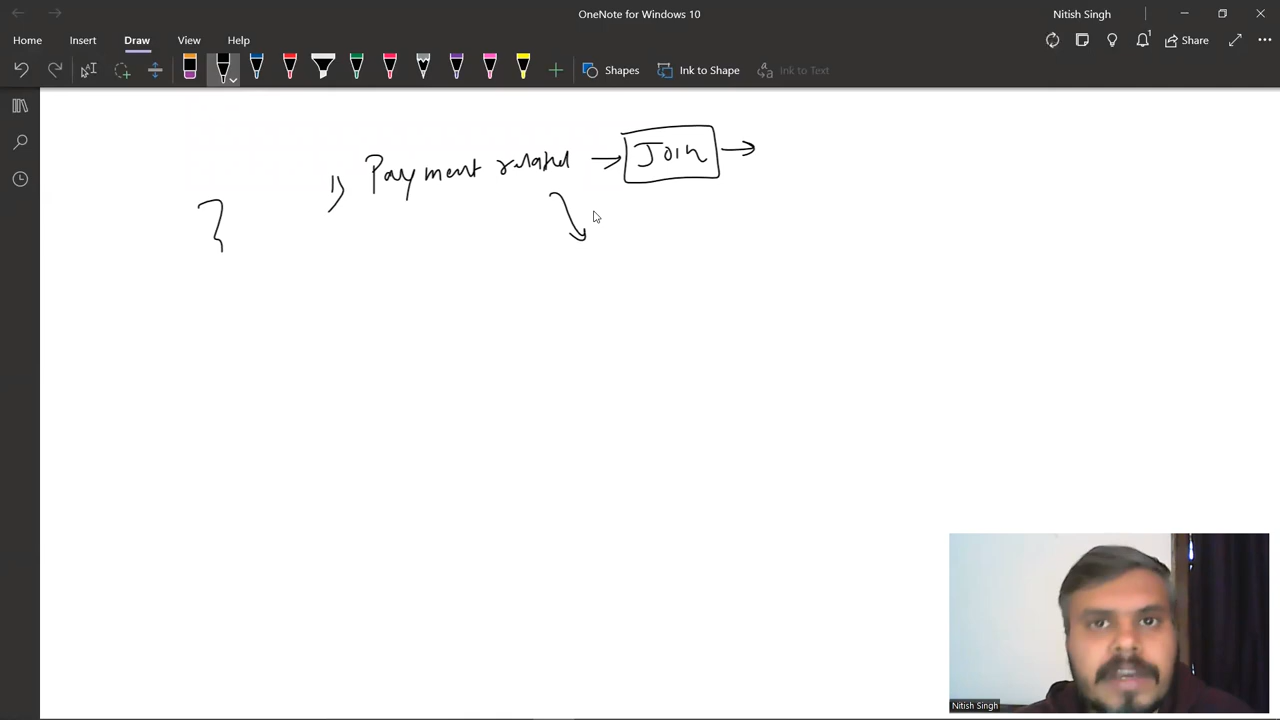 OneNote for Windows 10
Nitish Singh
Home Insert Draw View Help
Share
Shapes Ink to Shape Ink to Text
1) Payment related → Join →
Nitish Singh